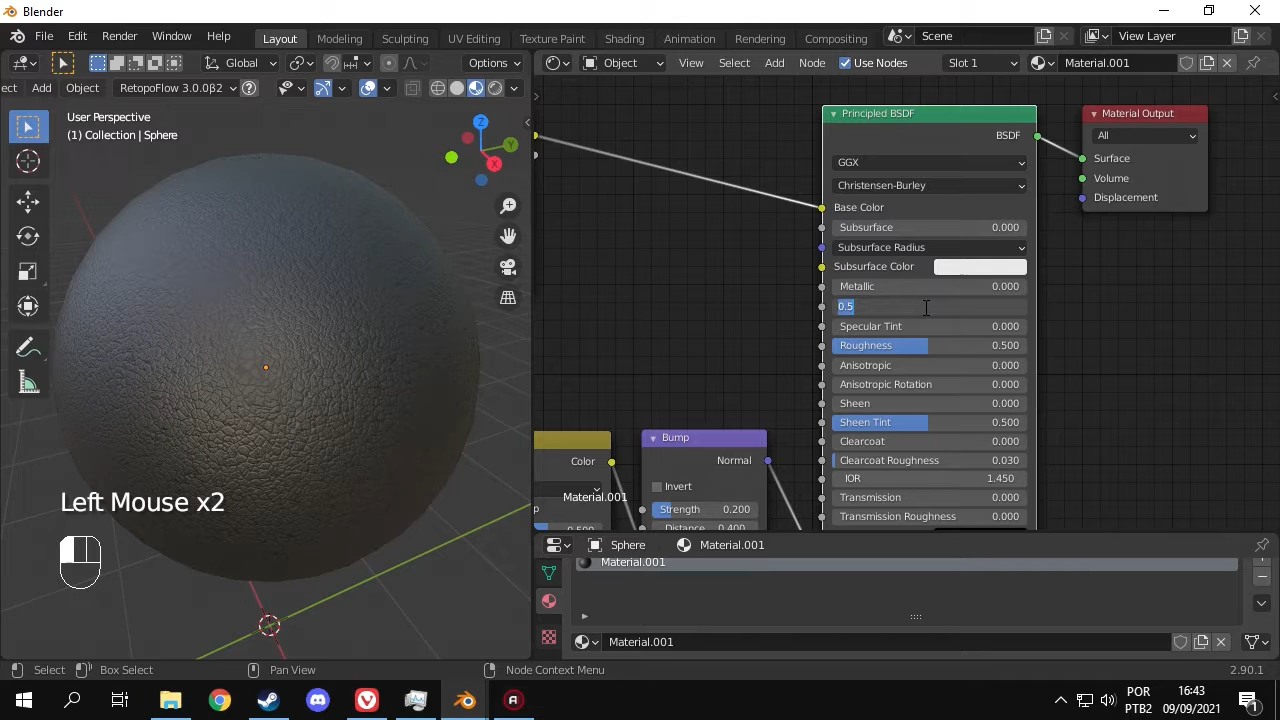 Blender
File Edit Render Window Help
Layout Modeling Sculpting UV Editing Texture Paint Shading Animation Rendering Compositing
Scene
View Layer
Global
Options
Object
View Select Add Node Use Nodes
Slot 1
Material.001
ect Add Object RetopoFlow 3.0.0β2
User Perspective
(1) Collection | Sphere
Z
Y
X
Left Mouse x2
Principled BSDF
BSDF
GGX
Christensen-Burley
Base Color
Subsurface 0.000
Subsurface Radius
Subsurface Color
Metallic 0.000
0.5
Specular Tint 0.000
Roughness 0.500
Anisotropic 0.000
Anisotropic Rotation 0.000
Sheen 0.000
Sheen Tint 0.500
Clearcoat 0.000
Clearcoat Roughness 0.030
IOR 1.450
Transmission 0.000
Transmission Roughness 0.000
Material Output
All
Surface
Volume
Displacement
Color
p 0.500
Bump
Normal
Invert
Strength 0.200
Distance 0.400
Material.001
Sphere Material.001
Material.001
Material.001
Select Box Select Pan View Node Context Menu 2.90.1
POR
PTB2
16:43
09/09/2021
1